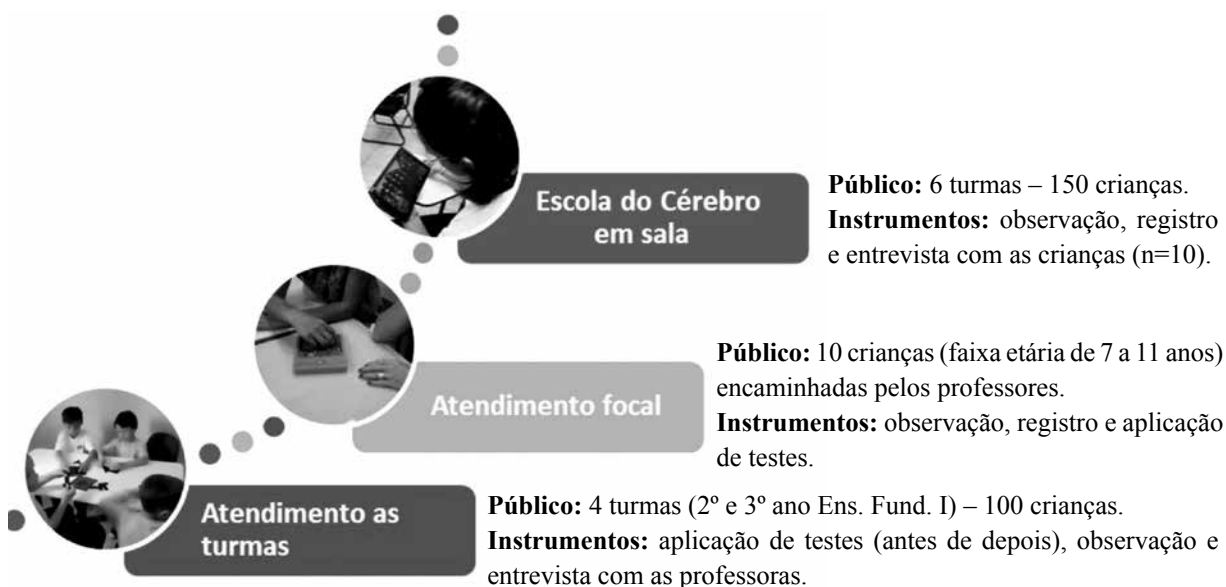 Escola do Cérebro
em sala
Público: 6 turmas – 150 crianças.
Instrumentos: observação, registro
e entrevista com as crianças (n=10).
Atendimento focal
Público: 10 crianças (faixa etária de 7 a 11 anos)
encaminhadas pelos professores.
Instrumentos: observação, registro e aplicação
de testes.
Atendimento as
turmas
Público: 4 turmas (2º e 3º ano Ens. Fund. I) – 100 crianças.
Instrumentos: aplicação de testes (antes de depois), observação e
entrevista com as professoras.